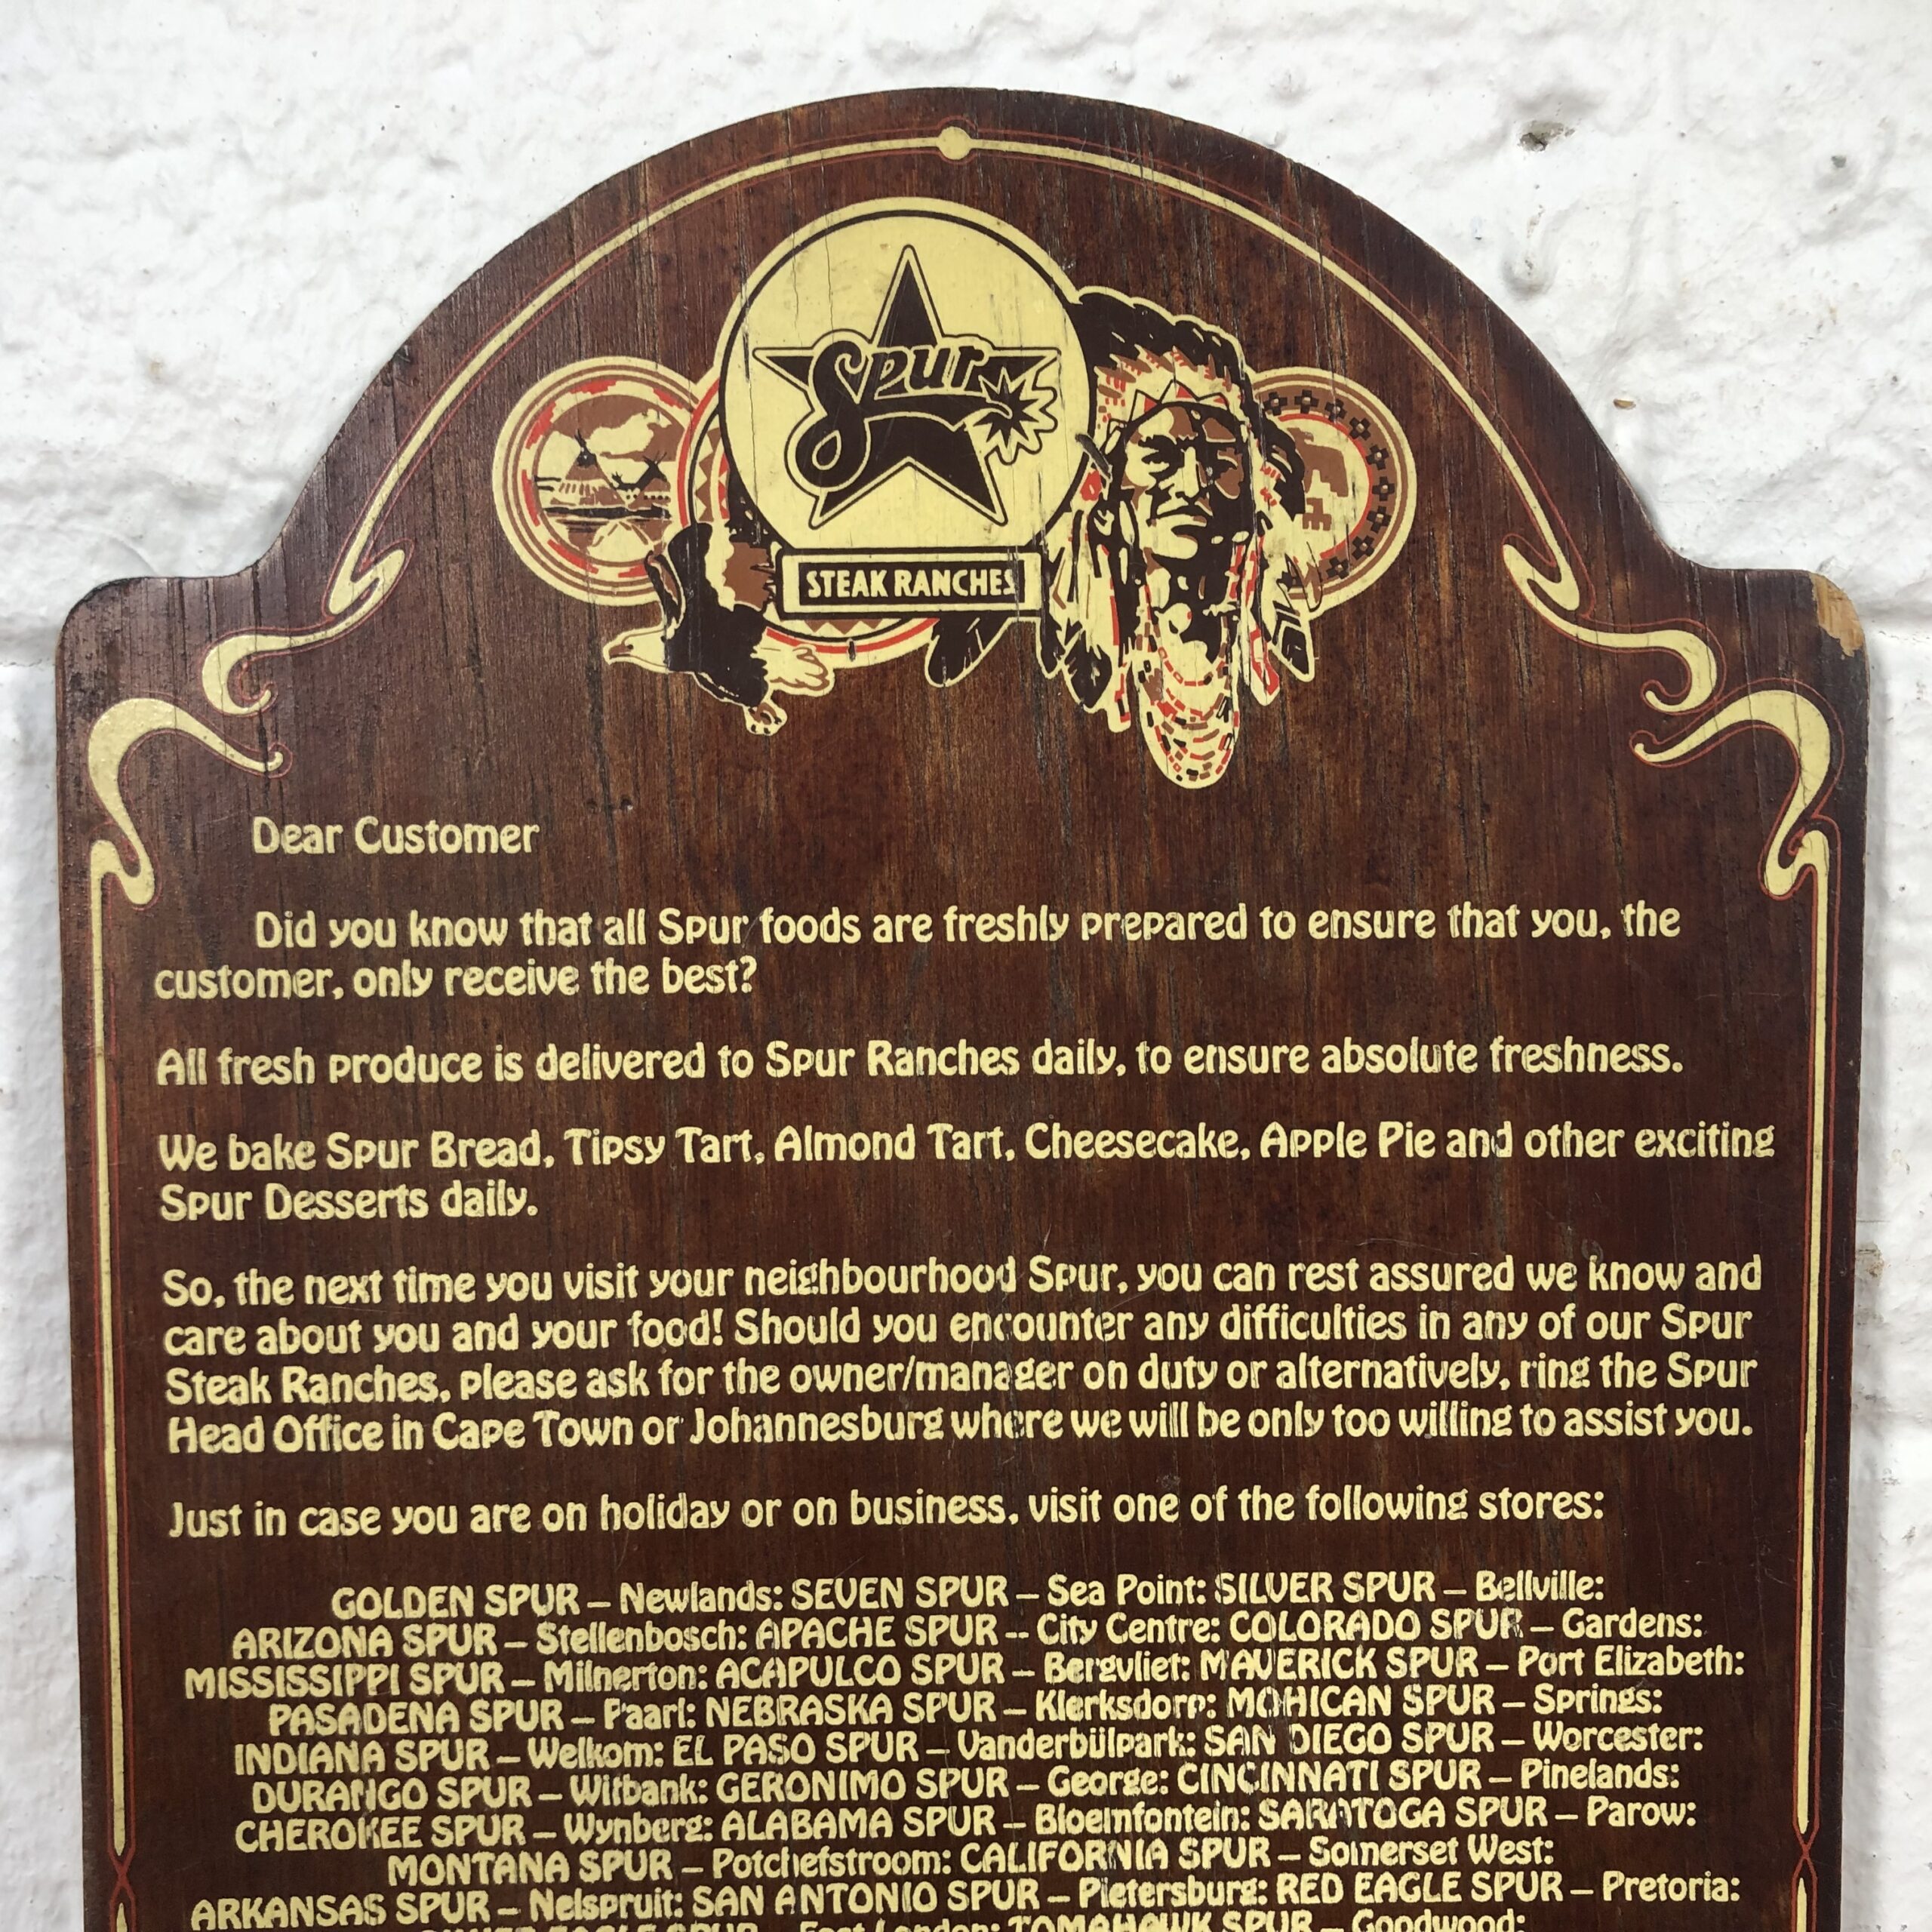 Spur
STEAK RANCHES
Dear Customer
Did you know that all Spur foods are freshly prepared to ensure that you, the
customer, only receive the best?
All fresh produce is delivered to Spur Ranches daily, to ensure absolute freshness.
We bake Spur Bread, Tipsy Tart, Almond Tart, Cheesecake, Apple Pie and other exciting
Spur Desserts daily.
So, the next time you visit your neighbourhood Spur, you can rest assured we know and
care about you and your food! Should you encounter any difficulties in any of our Spur
Steak Ranches, please ask for the owner/manager on duty or alternatively, ring the Spur
Head Office in Cape Town or Johannesburg where we will be only too willing to assist you.
Just in case you are on holiday or on business, visit one of the following stores:
GOLDEN SPUR – Newlands: SEVEN SPUR – Sea Point: SILVER SPUR – Bellville:
ARIZONA SPUR – Stellenbosch: APACHE SPUR -- City Centre: COLORADO SPUR – Gardens:
MISSISSIPPI SPUR – Milnerton: ACAPULCO SPUR – Bergvliet: MAVERICK SPUR – Port Elizabeth:
PASADENA SPUR – Paarl: NEBRASKA SPUR – Klerksdorp: MOHICAN SPUR – Springs:
INDIANA SPUR – Welkom: EL PASO SPUR – Vanderbülpark: SAN DIEGO SPUR – Worcester:
DURANGO SPUR – Witbank: GERONIMO SPUR – George: CINCINNATI SPUR – Pinelands:
CHEROKEE SPUR – Wynberg: ALABAMA SPUR – Bloemfontein: SARATOGA SPUR – Parow:
MONTANA SPUR – Potchefstroom: CALIFORNIA SPUR – Somerset West:
ARKANSAS SPUR – Nelspruit: SAN ANTONIO SPUR – Pietersburg: RED EAGLE SPUR – Pretoria:
EAGLE SPUR – East London: TOMAHAWK SPUR – Goodwood: